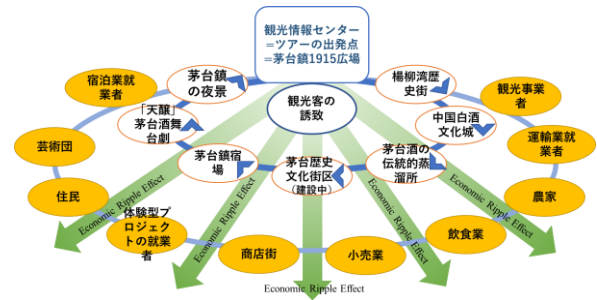 観光情報センター
=ツアーの出発点
=茅台鎮1915広場
観光客の
誘致
楊柳湾歴
史街
中国白酒
文化城
茅台酒の
伝統的蒸
溜所
茅台歴史
文化街区
(建設中)
茅台鎮宿
場
「天醸」
茅台酒舞
台劇
茅台鎮
の夜景
宿泊業就
業者
芸術団
住民
体験型プ
ロジェク
トの就業
者
商店街
小売業
飲食業
農家
運輸業就
業者
観光事業
者
Economic Ripple Effect
Economic Ripple Effect
Economic Ripple Effect
Economic Ripple Effect
Economic Ripple Effect